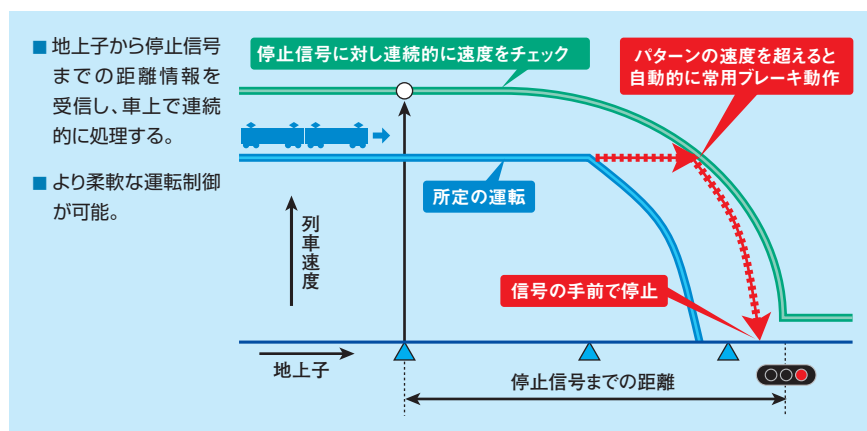 ■ 地上子から停止信号
までの距離情報を
受信し、車上で連続
的に処理する。
■ より柔軟な運転制御
が可能。
停止信号に対し連続的に速度をチェック
パターンの速度を超えると
自動的に常用ブレーキ動作
所定の運転
列車速度
信号の手前で停止
地上子
停止信号までの距離